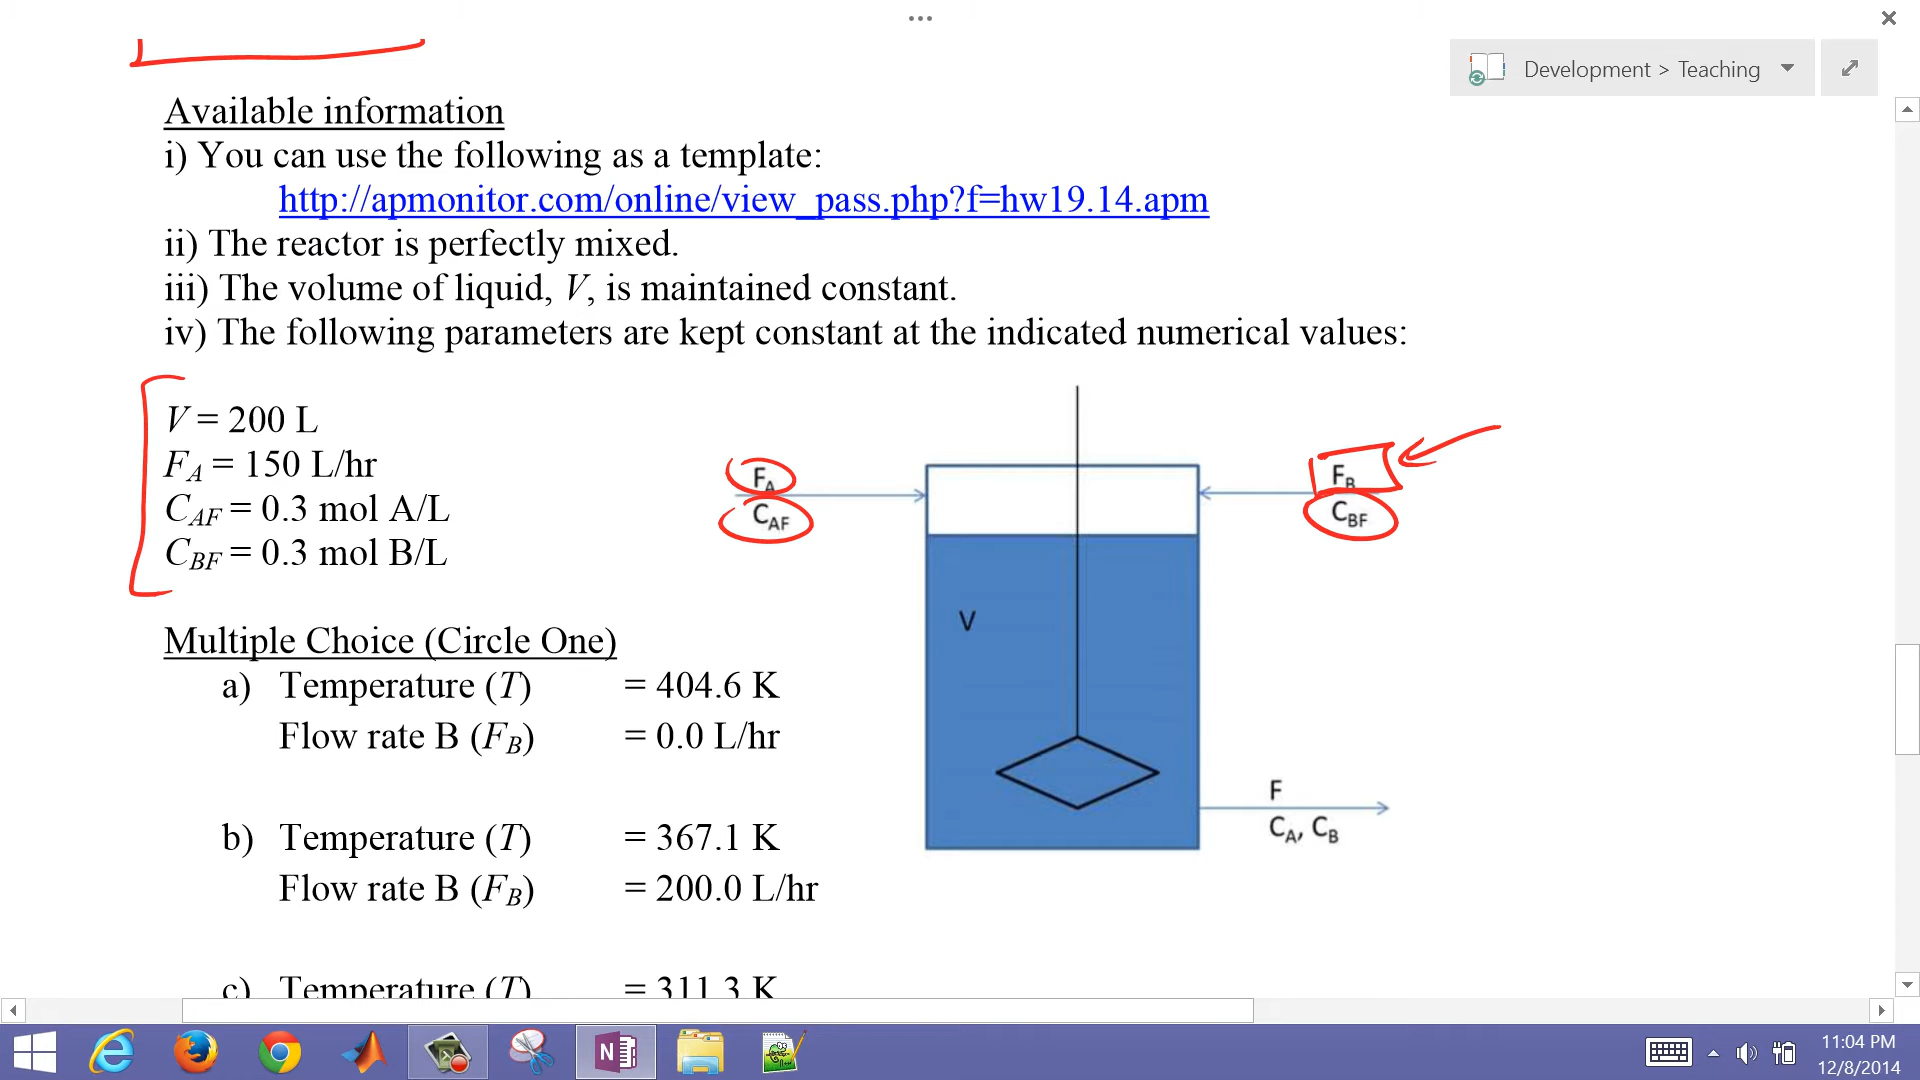 Development > Teaching
Available information
i) You can use the following as a template:
http://apmonitor.com/online/view_pass.php?f=hw19.14.apm
ii) The reactor is perfectly mixed.
iii) The volume of liquid, V, is maintained constant.
iv) The following parameters are kept constant at the indicated numerical values:
V = 200 L
FA = 150 L/hr
CAF = 0.3 mol A/L
CBF = 0.3 mol B/L
FA
CAF
FB
CBF
V
F
CA, CB
Multiple Choice (Circle One)
a) Temperature (T) = 404.6 K
Flow rate B (FB) = 0.0 L/hr
b) Temperature (T) = 367.1 K
Flow rate B (FB) = 200.0 L/hr
c) Temperature (T) = 311.3 K
N
11:04 PM
12/8/2014